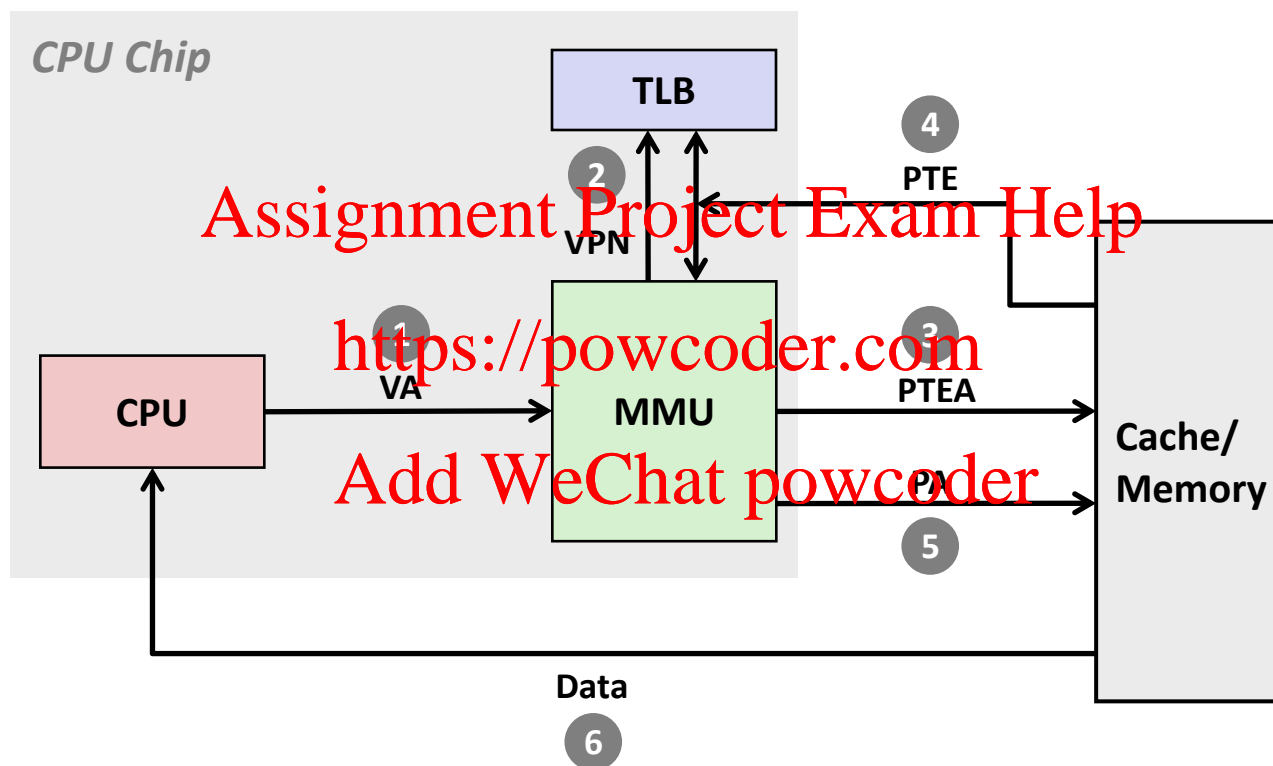 CPU Chip
TLB
4
2
PTE
Assignment Project Exam Help
VPN
1
3
https://powcoder.com
VA
PTEA
CPU
MMU
Cache/
Memory
Add WeChat powcoder
PA
5
Data
6